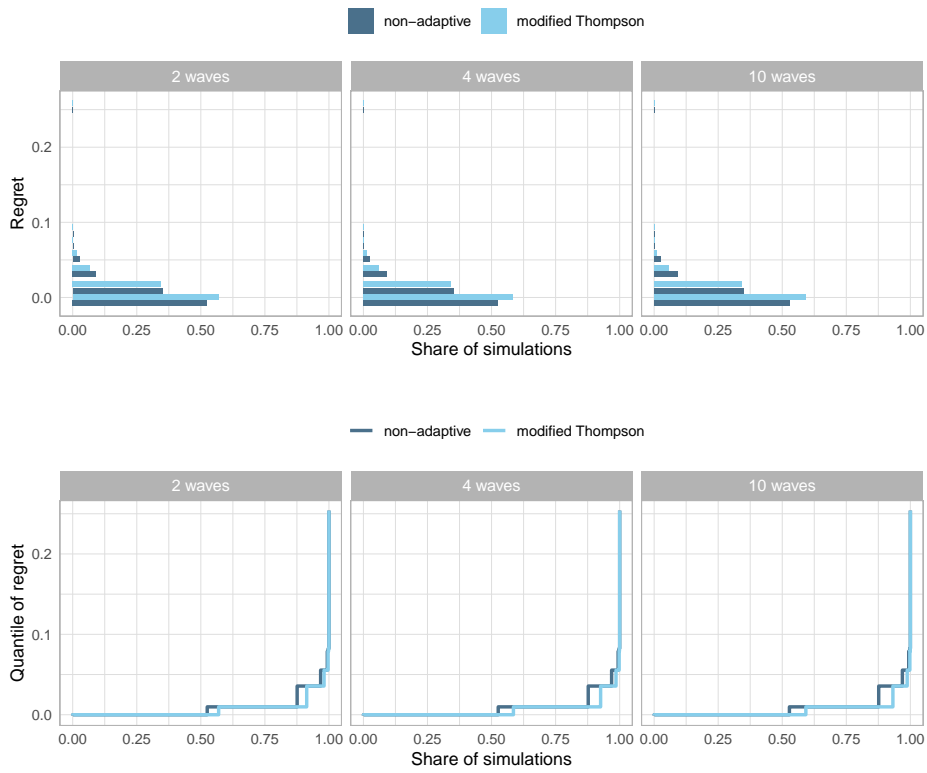 non−adaptive modified Thompson
2 waves 4 waves 10 waves
Regret
0.2
0.1
0.0
0.00 0.25 0.50 0.75 1.00 0.00 0.25 0.50 0.75 1.00 0.00 0.25 0.50 0.75 1.00
Share of simulations
non−adaptive modified Thompson
2 waves 4 waves 10 waves
Quantile of regret
0.2
0.1
0.0
0.00 0.25 0.50 0.75 1.00 0.00 0.25 0.50 0.75 1.00 0.00 0.25 0.50 0.75 1.00
Share of simulations